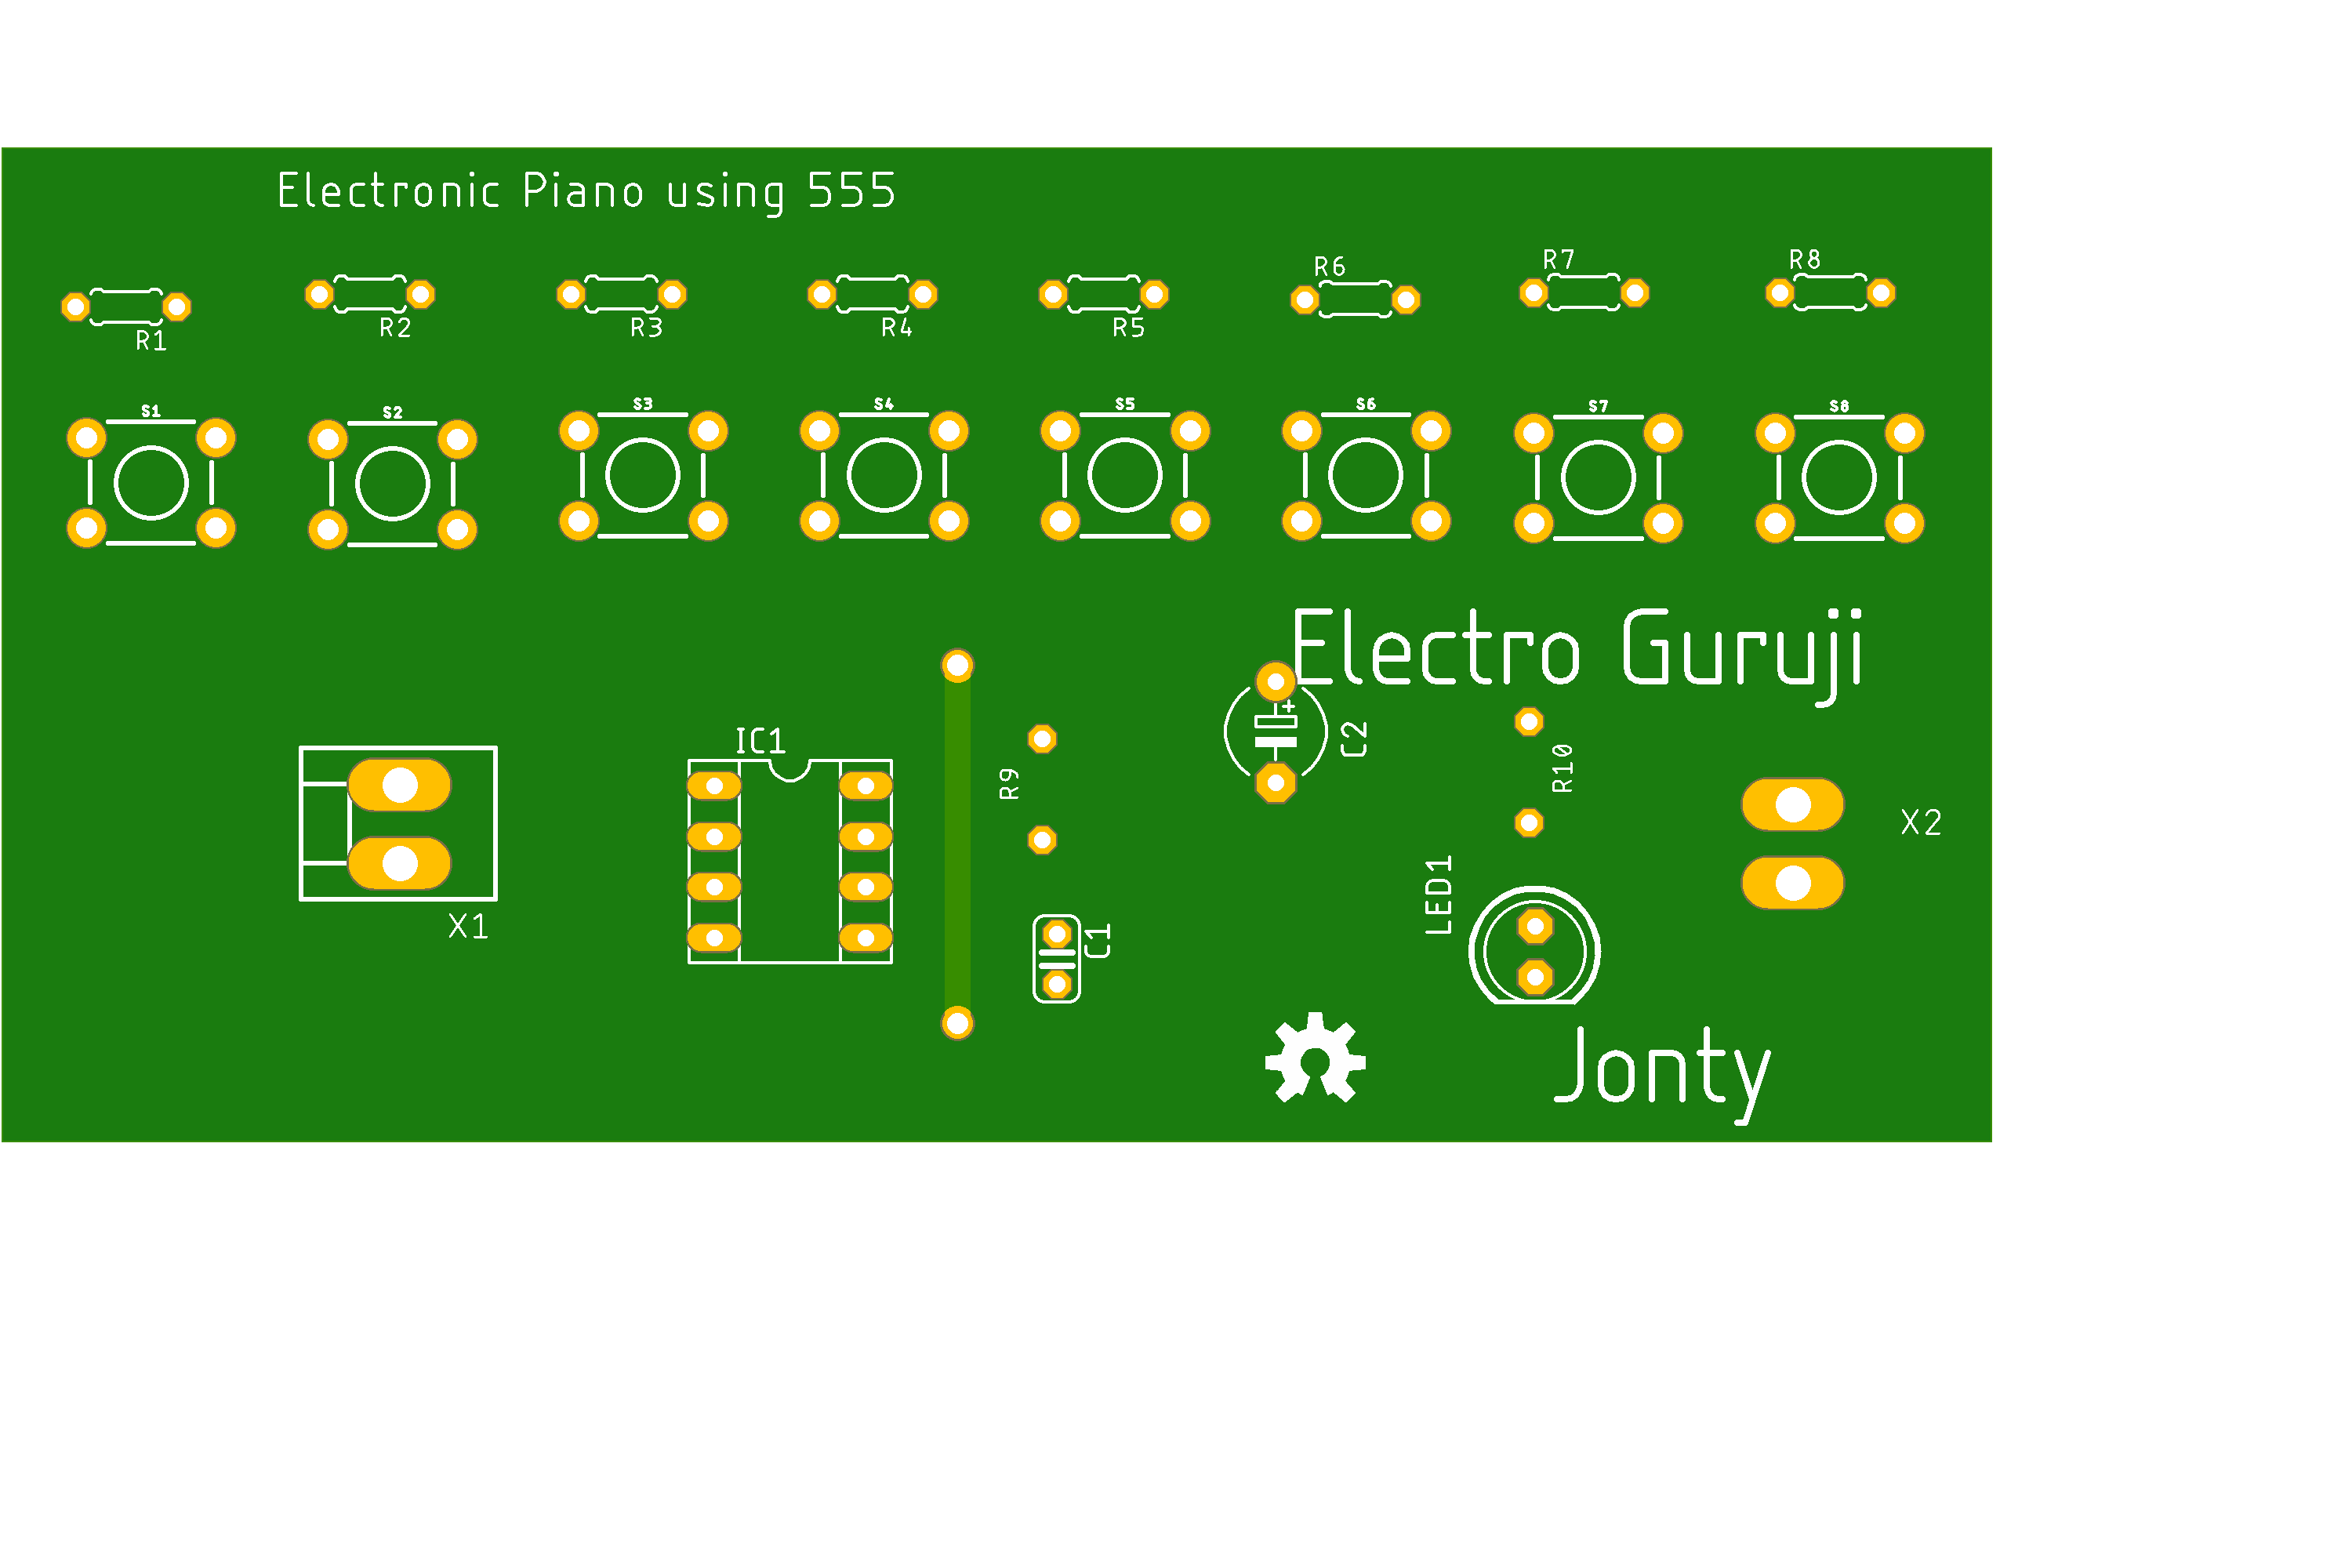 Electronic Piano using 555
R1
R2
R3
R4
R5
R6
R7
R8
S1
S2
S3
S4
S5
S6
S7
S8
Electro Guruji
IC1
R9
+
C2
R10
X2
X1
LED1
C1
Jonty